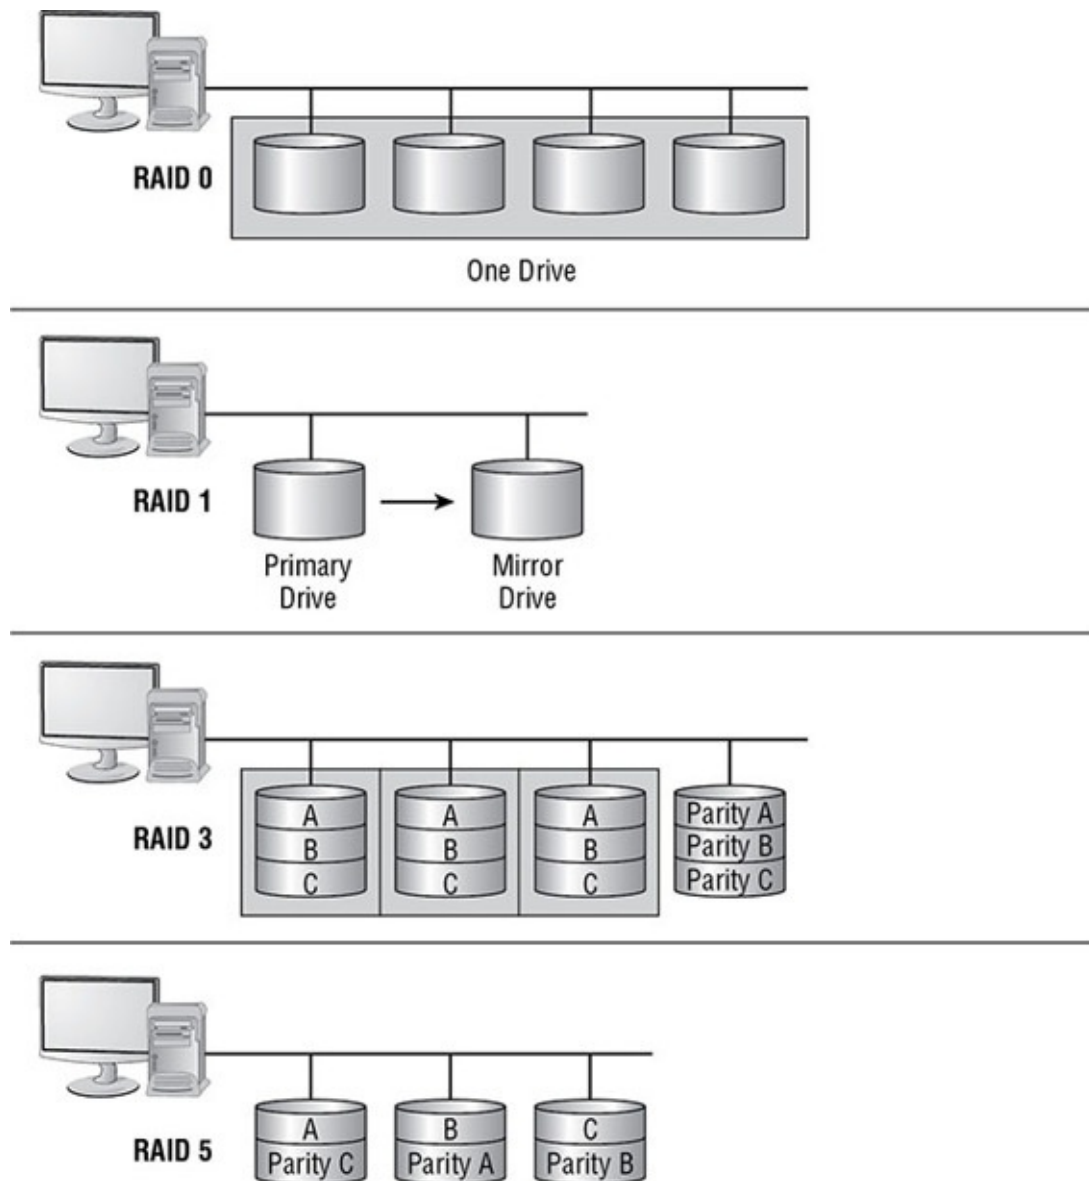 RAID 0
One Drive
RAID 1
Primary
Drive
Mirror
Drive
RAID 3
A
B
C
A
B
C
A
B
C
Parity A
Parity B
Parity C
RAID 5
A
Parity C
B
Parity A
C
Parity B